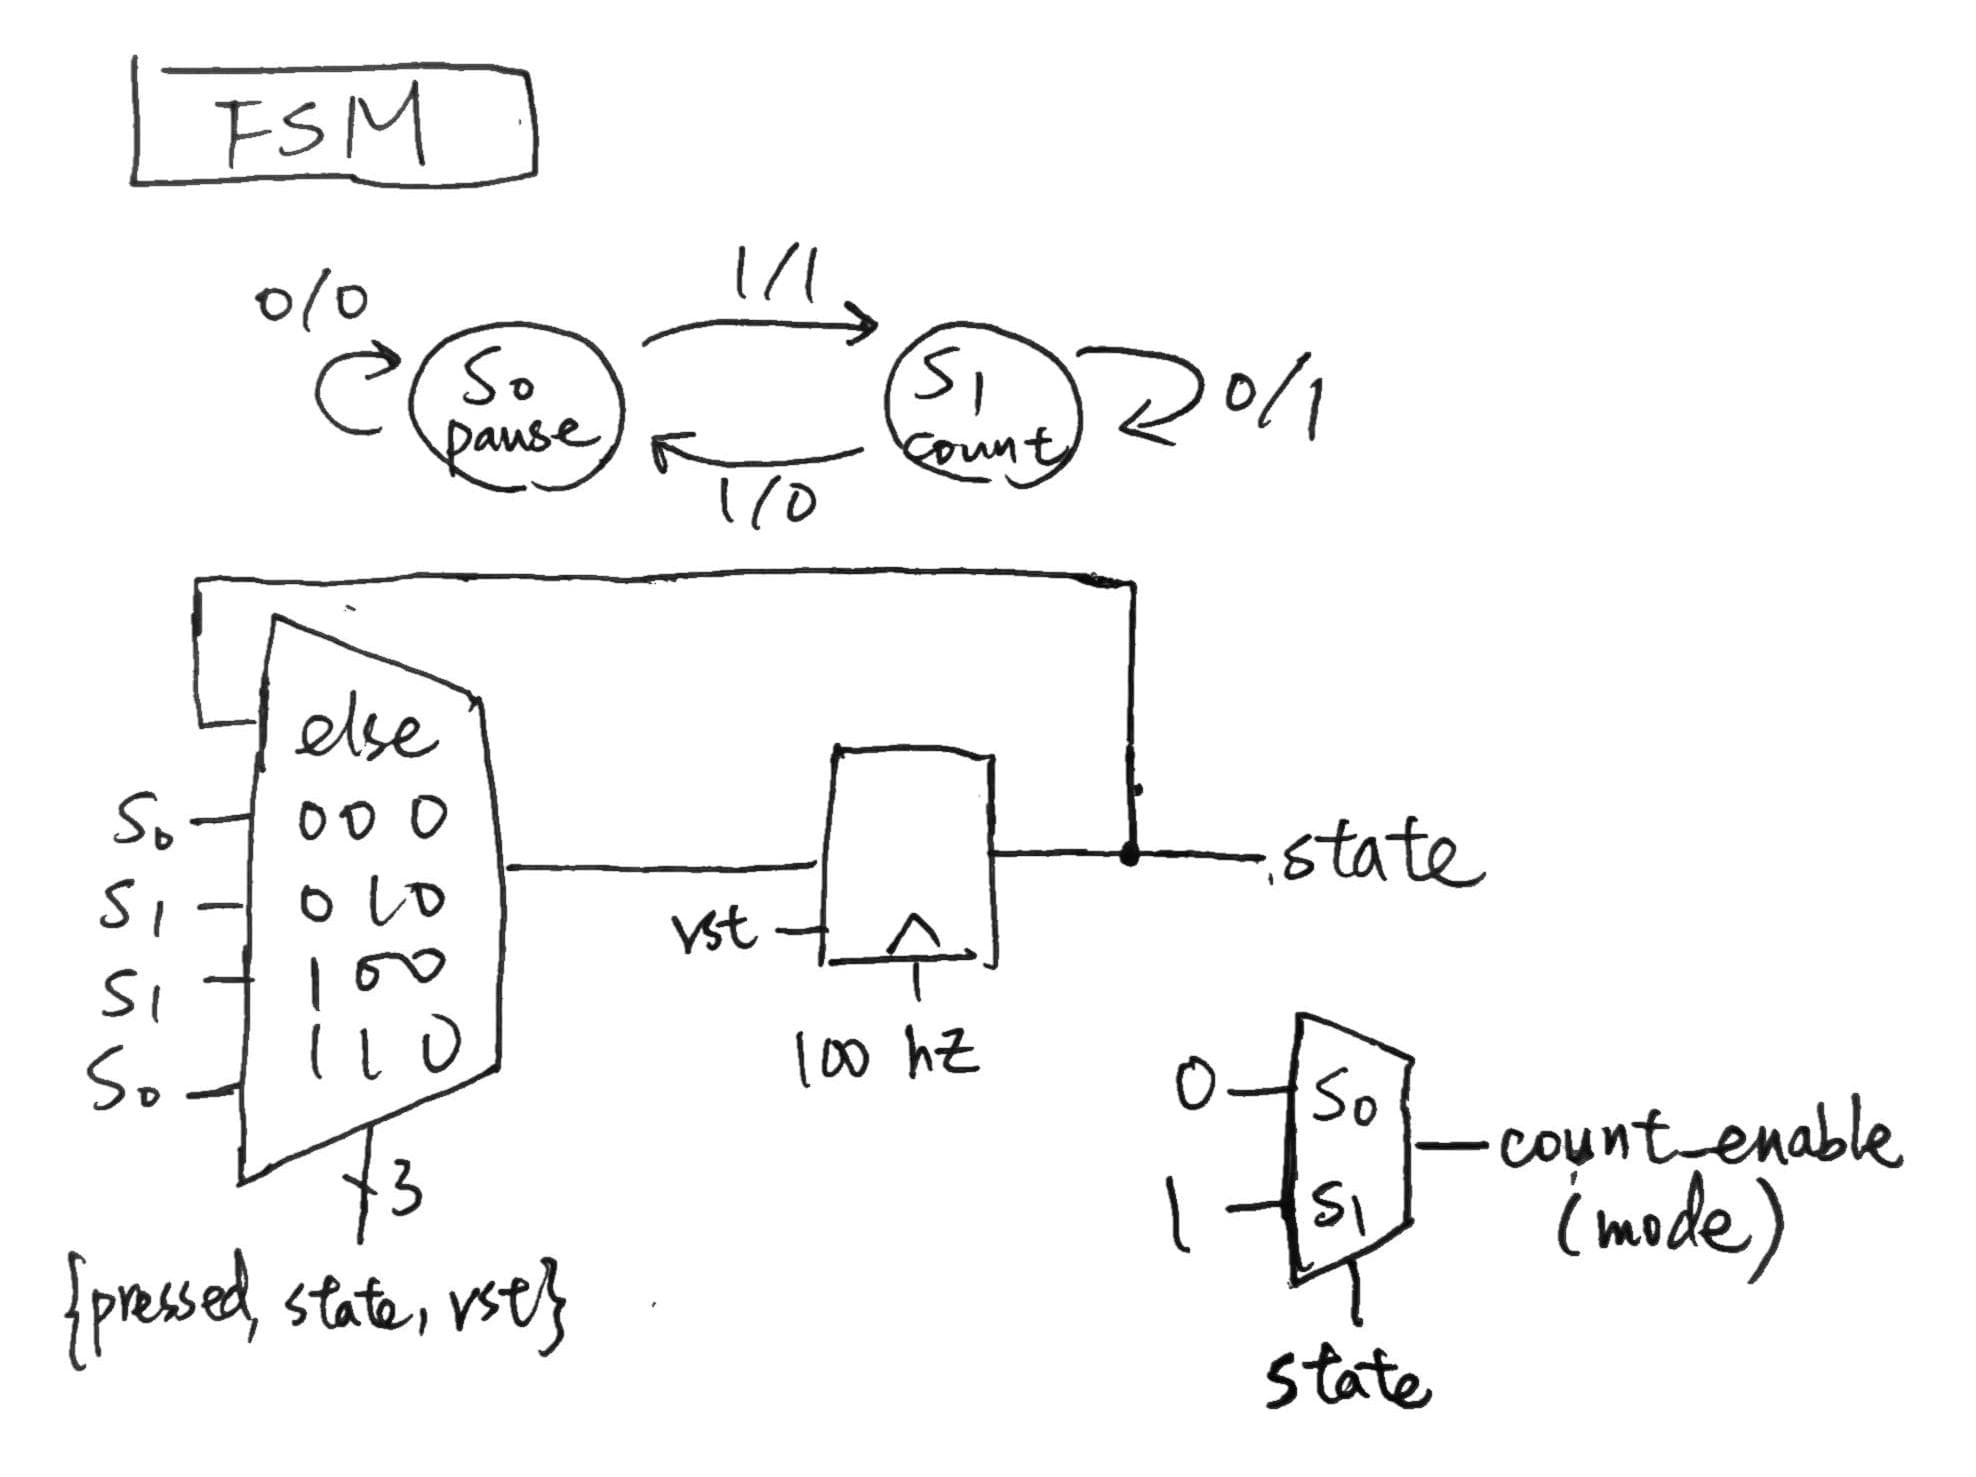 FSM
0/0
1/1
S0
pause
S1
count
0/1
1/0
else
S0 000
S1 010
S1 100
S0 110
3
{pressed, state, rst}
rst
100 hz
state
0 S0
1 S1
count_enable
(mode)
state